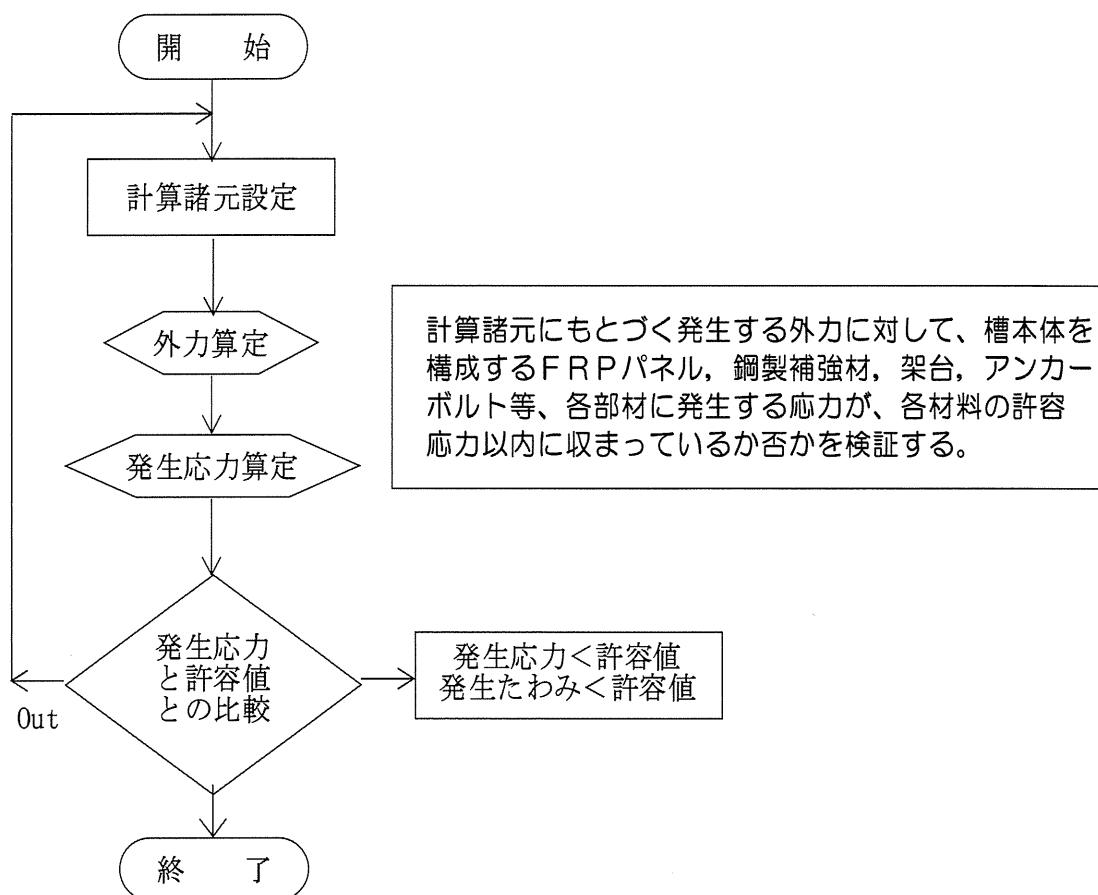 開　　始
計算諸元設定
外力算定
計算諸元にもとづく発生する外力に対して、槽本体を
構成するＦＲＰパネル，鋼製補強材，架台，アンカー
ボルト等、各部材に発生する応力が、各材料の許容
応力以内に収まっているか否かを検証する。
発生応力算定
発生応力
と許容値
との比較
発生応力＜許容値
発生たわみ＜許容値
Out
終　　了